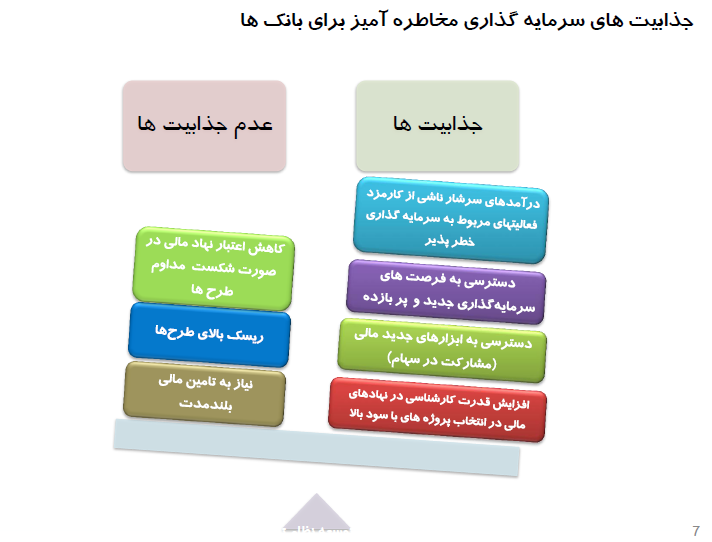 جذابیت های سرمایه گذاری مخاطره آمیز برای بانک ها
جذابیت ها
عدم جذابیت ها
درآمدهای سرشار ناشی از کارمزد
فعالیتهای مربوط به سرمایه گذاری
خطر پذیر
دسترسی به فرصت های
سرمایه‌گذاری جدید و پر بازده
دسترسی به ابزارهای جدید مالی
(مشارکت در سهام)
افزایش قدرت کارشناسی در نهادهای
مالی در انتخاب پروژه های با سود بالا
کاهش اعتبار نهاد مالی در
صورت شکست مداوم
طرح ها
ریسک بالای طرح‌ها
نیاز به تامین مالی
بلندمدت
7